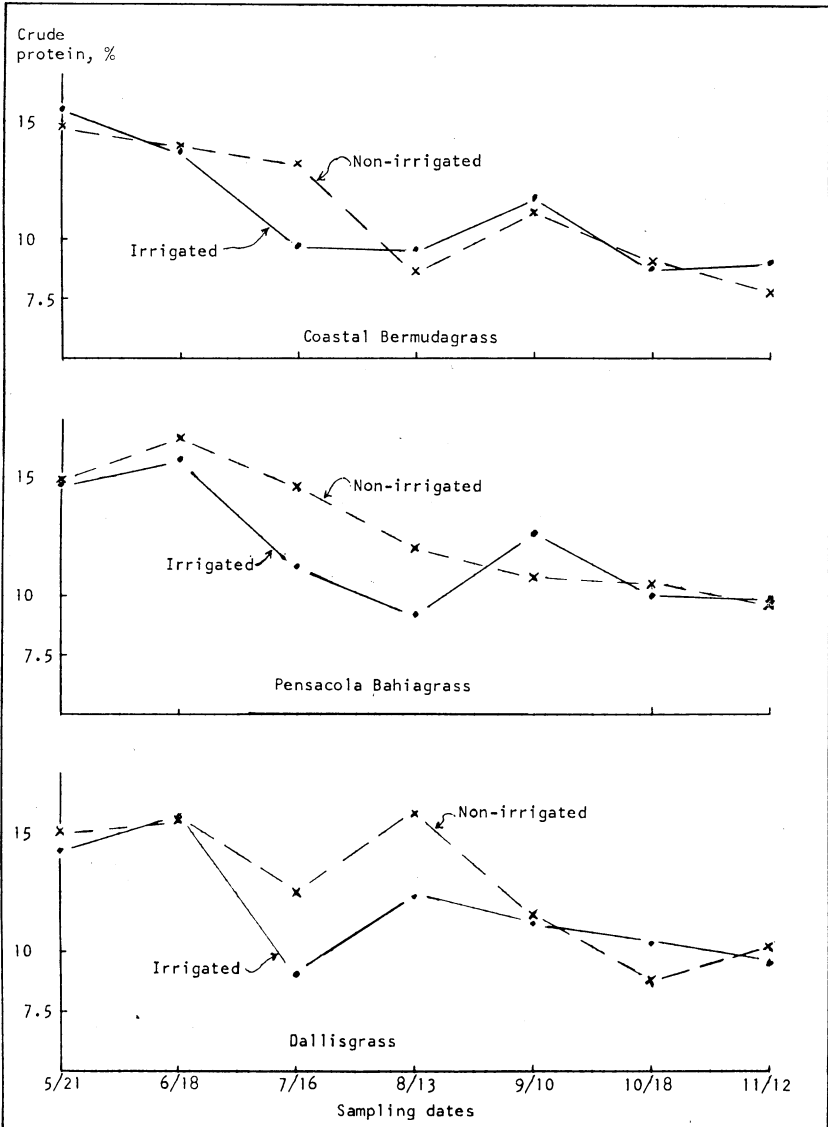 Crude
protein, %
15
Non-irrigated
10
Irrigated
7.5
Coastal Bermudagrass
15
Non-irrigated
Irrigated
10
7.5
Pensacola Bahiagrass
Non-irrigated
15
10
Irrigated
7.5
Dallisgrass
5/21 6/18 7/16 8/13 9/10 10/18 11/12
Sampling dates